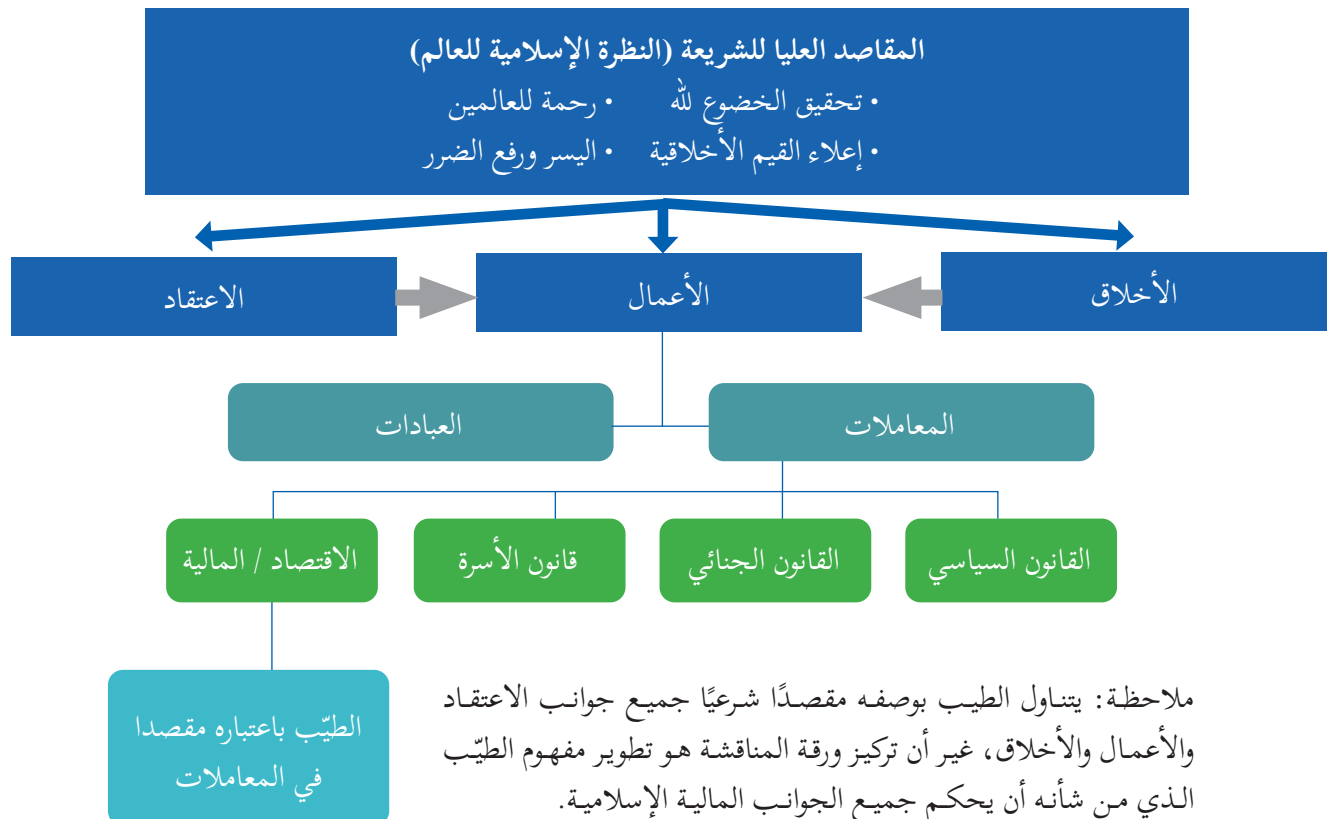 المقاصد العليا للشريعة (النظرة الإسلامية للعالم)
• تحقيق الخضوع لله • رحمة للعالمين
• إعلاء القيم الأخلاقية • اليسر ورفع الضرر
الأخلاق
الأعمال
الاعتقاد
المعاملات
العبادات
القانون السياسي
القانون الجنائي
قانون الأسرة
الاقتصاد / المالية
الطيّب باعتباره مقصدا
في المعاملات
ملاحظة: يتناول الطيب بوصفه مقصدًا شرعيًا جميع جوانب الاعتقاد
والأعمال والأخلاق، غير أن تركيز ورقة المناقشة هو تطوير مفهوم الطيّب
الذي من شأنه أن يحكم جميع الجوانب المالية الإسلامية.